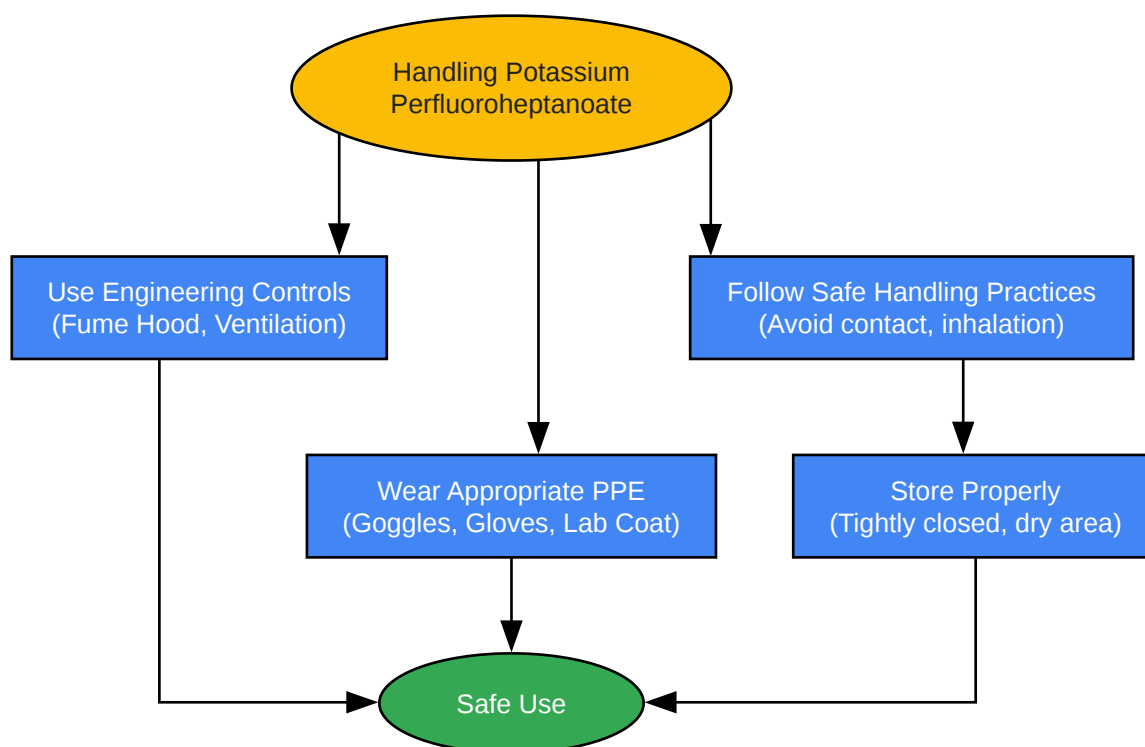 Handling Potassium
Perfluoroheptanoate
Use Engineering Controls
(Fume Hood, Ventilation)
Follow Safe Handling Practices
(Avoid contact, inhalation)
Wear Appropriate PPE
(Goggles, Gloves, Lab Coat)
Store Properly
(Tightly closed, dry area)
Safe Use